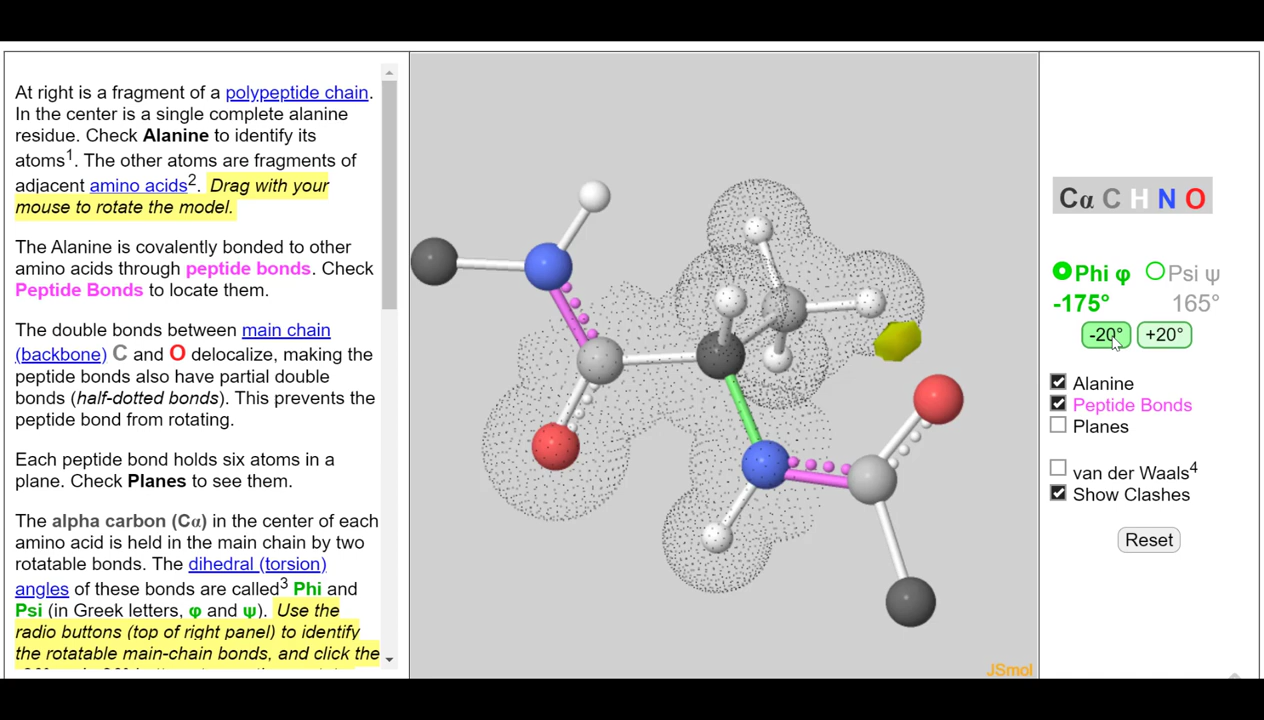 At right is a fragment of a polypeptide chain.
In the center is a single complete alanine
residue. Check Alanine to identify its
atoms1. The other atoms are fragments of
adjacent amino acids2. Drag with your
mouse to rotate the model.
The Alanine is covalently bonded to other
amino acids through peptide bonds. Check
Peptide Bonds to locate them.
The double bonds between main chain
(backbone) C and O delocalize, making the
peptide bonds also have partial double
bonds (half-dotted bonds). This prevents the
peptide bond from rotating.
Each peptide bond holds six atoms in a
plane. Check Planes to see them.
The alpha carbon (Cα) in the center of each
amino acid is held in the main chain by two
rotatable bonds. The dihedral (torsion)
angles of these bonds are called3 Phi and
Psi (in Greek letters, φ and ψ). Use the
radio buttons (top of right panel) to identify
the rotatable main-chain bonds, and click the
JSmol
Cα C H N O
Phi φ Psi ψ
-175° 165°
-20° +20°
Alanine
Peptide Bonds
Planes
van der Waals4
Show Clashes
Reset